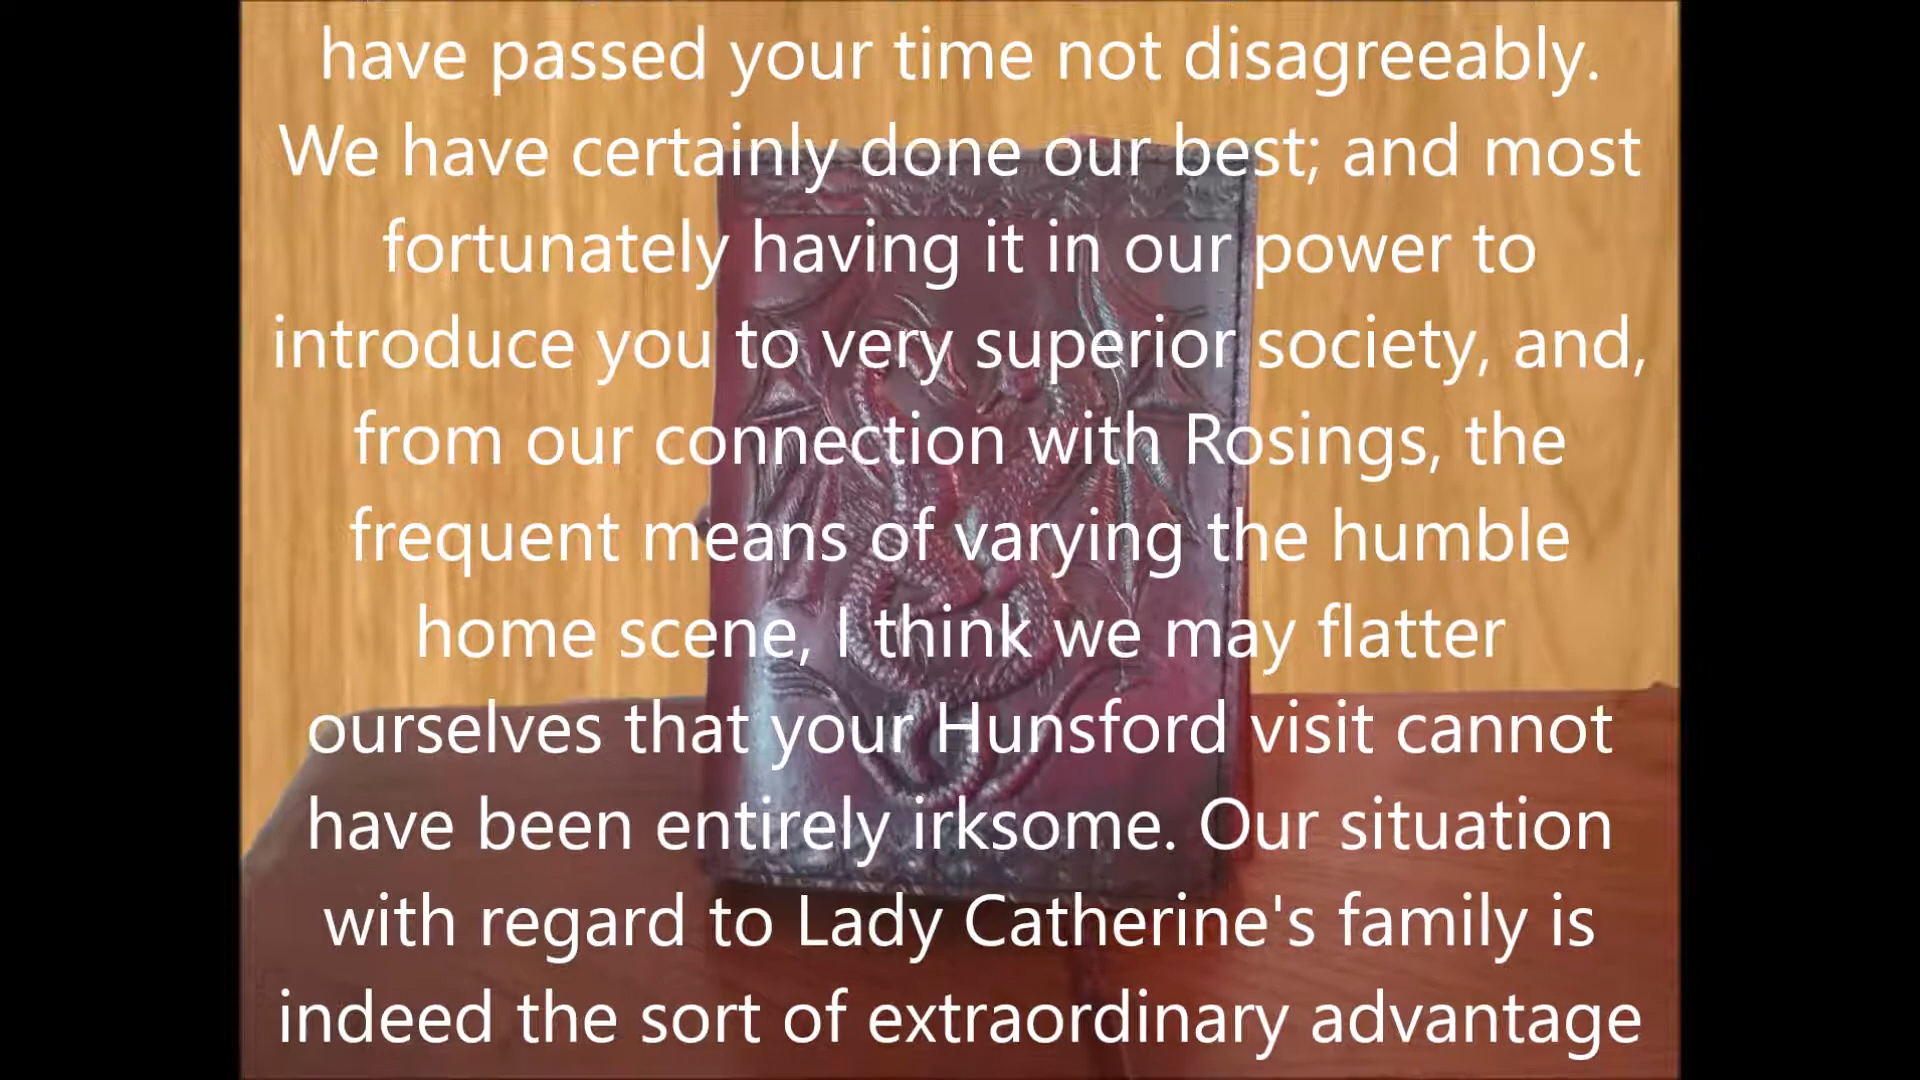 have passed your time not disagreeably.
We have certainly done our best; and most
fortunately having it in our power to
introduce you to very superior society, and,
from our connection with Rosings, the
frequent means of varying the humble
home scene, I think we may flatter
ourselves that your Hunsford visit cannot
have been entirely irksome. Our situation
with regard to Lady Catherine's family is
indeed the sort of extraordinary advantage